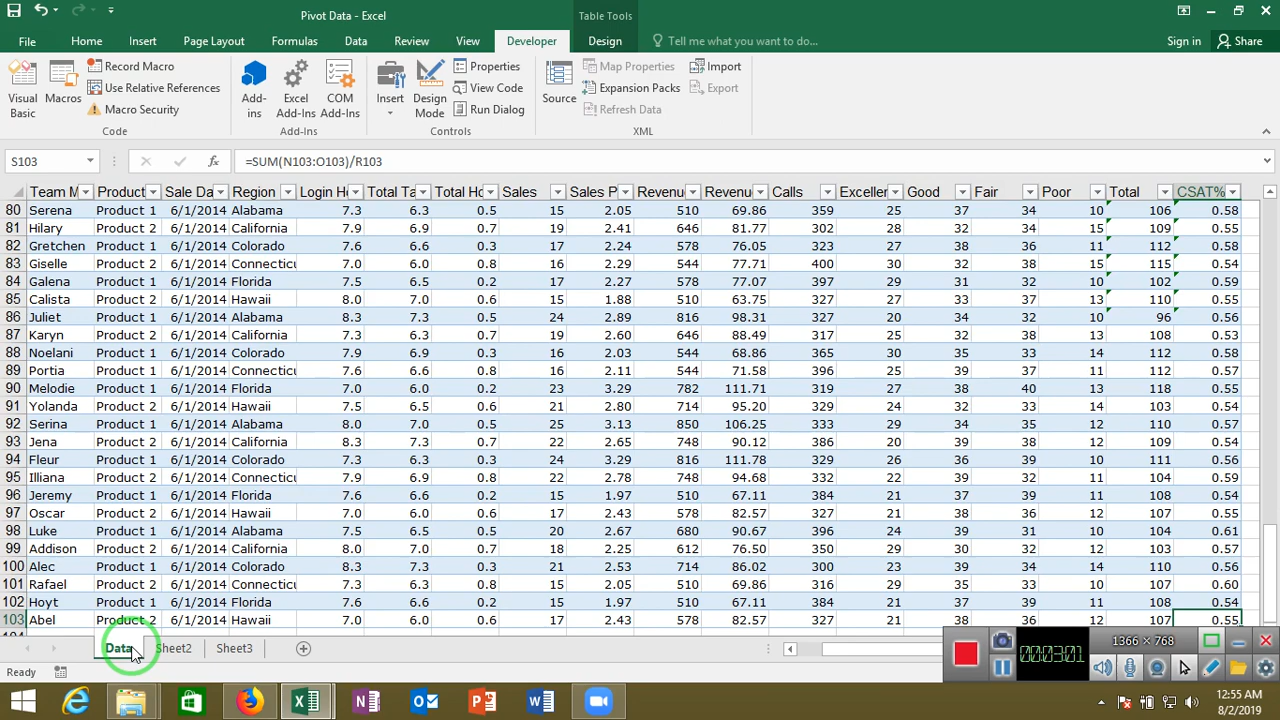 Pivot Data - Excel
Table Tools
File Home Insert Page Layout Formulas Data Review View Developer Design Tell me what you want to do... Sign in Share
Visual Basic
Macros
Record Macro
Use Relative References
Macro Security
Code
Add-ins
Excel Add-Ins
COM Add-Ins
Add-Ins
Insert
Design Mode
Properties
View Code
Run Dialog
Controls
Source
Map Properties
Expansion Packs
Refresh Data
Import
Export
XML
S103 =SUM(N103:O103)/R103
Team M Product Sale Da Region Login H Total Ta Total Ho Sales Sales P Revenu Revenu Calls Excellen Good Fair Poor Total CSAT%
80 Serena Product 1 6/1/2014 Alabama 7.3 6.3 0.5 15 2.05 510 69.86 359 25 37 34 10 106 0.58
81 Hilary Product 2 6/1/2014 California 7.9 6.9 0.7 19 2.41 646 81.77 302 28 32 34 15 109 0.55
82 Gretchen Product 1 6/1/2014 Colorado 7.6 6.6 0.3 17 2.24 578 76.05 323 27 38 36 11 112 0.58
83 Giselle Product 2 6/1/2014 Connecticu 7.0 6.0 0.8 16 2.29 544 77.71 400 30 32 38 15 115 0.54
84 Galena Product 1 6/1/2014 Florida 7.5 6.5 0.2 17 2.27 578 77.07 397 29 31 32 10 102 0.59
85 Calista Product 2 6/1/2014 Hawaii 8.0 7.0 0.6 15 1.88 510 63.75 327 27 33 37 13 110 0.55
86 Juliet Product 1 6/1/2014 Alabama 8.3 7.3 0.5 24 2.89 816 98.31 327 20 34 32 10 96 0.56
87 Karyn Product 2 6/1/2014 California 7.3 6.3 0.7 19 2.60 646 88.49 317 25 32 38 13 108 0.53
88 Noelani Product 1 6/1/2014 Colorado 7.9 6.9 0.3 16 2.03 544 68.86 365 30 35 33 14 112 0.58
89 Portia Product 1 6/1/2014 Connecticu 7.6 6.6 0.8 16 2.11 544 71.58 396 25 39 37 11 112 0.57
90 Melodie Product 1 6/1/2014 Florida 7.0 6.0 0.2 23 3.29 782 111.71 319 27 38 40 13 118 0.55
91 Yolanda Product 2 6/1/2014 Hawaii 7.5 6.5 0.6 21 2.80 714 95.20 329 24 32 33 14 103 0.54
92 Serina Product 1 6/1/2014 Alabama 8.0 7.0 0.5 25 3.13 850 106.25 333 24 39 35 12 110 0.57
93 Jena Product 2 6/1/2014 California 8.3 7.3 0.7 22 2.65 748 90.12 386 20 39 38 12 109 0.54
94 Fleur Product 1 6/1/2014 Colorado 7.3 6.3 0.3 24 3.29 816 111.78 329 26 36 39 10 111 0.56
95 Illiana Product 2 6/1/2014 Connecticu 7.9 6.9 0.8 22 2.78 748 94.68 332 28 33 39 4 104 0.59
96 Jeremy Product 1 6/1/2014 Florida 7.6 6.6 0.2 15 1.97 510 67.11 384 21 37 39 11 108 0.54
97 Oscar Product 2 6/1/2014 Hawaii 7.0 6.0 0.6 17 2.43 578 82.57 327 21 38 36 12 107 0.55
98 Luke Product 1 6/1/2014 Alabama 7.5 6.5 0.5 20 2.67 680 90.67 396 24 39 31 10 104 0.61
99 Addison Product 2 6/1/2014 California 8.0 7.0 0.7 18 2.25 612 76.50 350 29 30 32 12 103 0.57
100 Alec Product 1 6/1/2014 Colorado 8.3 7.3 0.3 21 2.53 714 86.02 300 23 39 34 14 110 0.56
101 Rafael Product 2 6/1/2014 Connecticu 7.3 6.3 0.8 15 2.05 510 69.86 316 29 35 33 10 107 0.60
102 Hoyt Product 1 6/1/2014 Florida 7.6 6.6 0.2 15 1.97 510 67.11 384 21 37 39 11 108 0.54
103 Abel Product 2 6/1/2014 Hawaii 7.0 6.0 0.6 17 2.43 578 82.57 327 21 38 36 12 107 0.55
Data Sheet2 Sheet3
1366 × 768
00:03:01
Ready
12:55 AM
8/2/2019